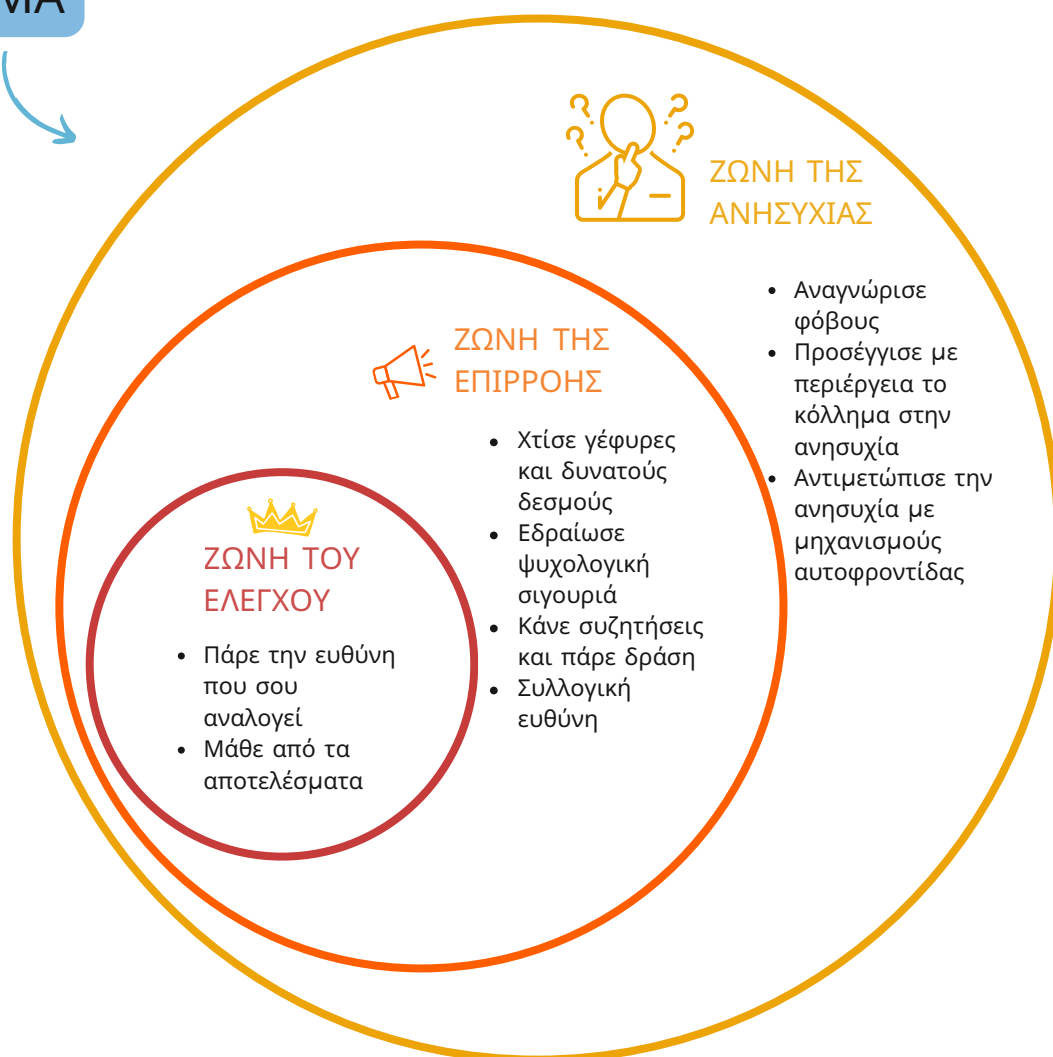 ΖΩΝΗ ΤΗΣ
ΑΝΗΣΥΧΙΑΣ
• Αναγνώρισε
φόβους
• Προσέγγισε με
περιέργεια το
κόλλημα στην
ανησυχία
• Αντιμετώπισε την
ανησυχία με
μηχανισμούς
αυτοφροντίδας
ΖΩΝΗ ΤΗΣ
ΕΠΙΡΡΟΗΣ
• Χτίσε γέφυρες
και δυνατούς
δεσμούς
• Εδραίωσε
ψυχολογική
σιγουριά
• Κάνε συζητήσεις
και πάρε δράση
• Συλλογική
ευθύνη
ΖΩΝΗ ΤΟΥ
ΕΛΕΓΧΟΥ
• Πάρε την ευθύνη
που σου
αναλογεί
• Μάθε από τα
αποτελέσματα